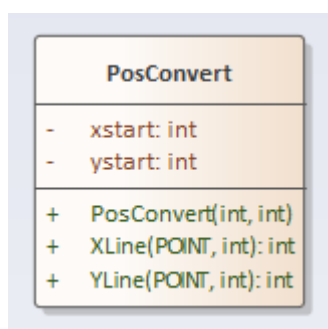 PosConvert
- xstart: int
- ystart: int
+ PosConvert(int, int)
+ XLine(POINT, int): int
+ YLine(POINT, int): int